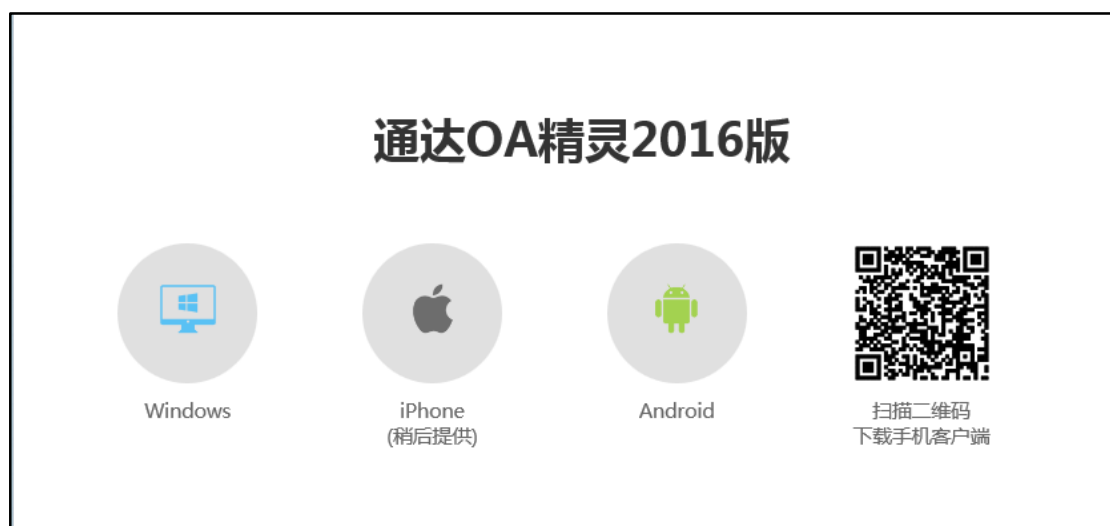 通达OA精灵2016版
Windows
iPhone
(稍后提供)
Android
扫描二维码
下载手机客户端